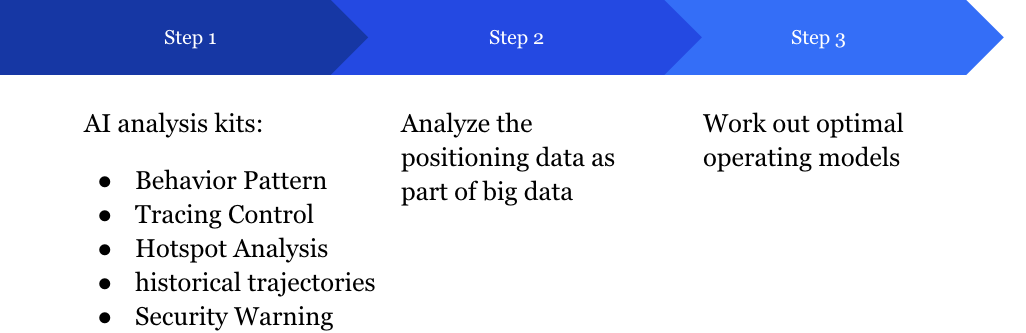 Step 1
Step 2
Step 3
AI analysis kits:
● Behavior Pattern
● Tracing Control
● Hotspot Analysis
● historical trajectories
● Security Warning
Analyze the
positioning data as
part of big data
Work out optimal
operating models